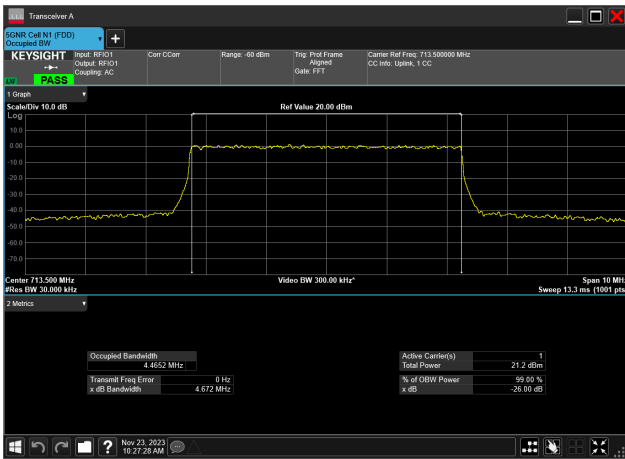 Transceiver A
5GNR Cell N1 (FDD)
Occupied BW
KEYSIGHT
PASS
Input: RFIO1
Output: RFIO1
Coupling: AC
Corr CCorr
Range: -60 dBm
Trig: Prot Frame
Aligned
Gate: FFT
Carrier Ref Freq: 713.500000 MHz
CC Info: Uplink, 1 CC
1 Graph
Scale/Div 10.0 dB
Ref Value 20.00 dBm
Log
10.0
0.00
-10.0
-20.0
-30.0
-40.0
-50.0
-60.0
-70.0
Center 713.500 MHz
Video BW 300.00 kHz*
Span 10 MHz
#Res BW 30.000 kHz
Sweep 13.3 ms (1001 pts
2 Metrics
Occupied Bandwidth
4.4652 MHz
Transmit Freq Error 0 Hz
x dB Bandwidth 4.672 MHz
Active Carrier(s) 1
Total Power 21.2 dBm
% of OBW Power 99.00 %
x dB -26.00 dB
Nov 23, 2023
10:27:28 AM